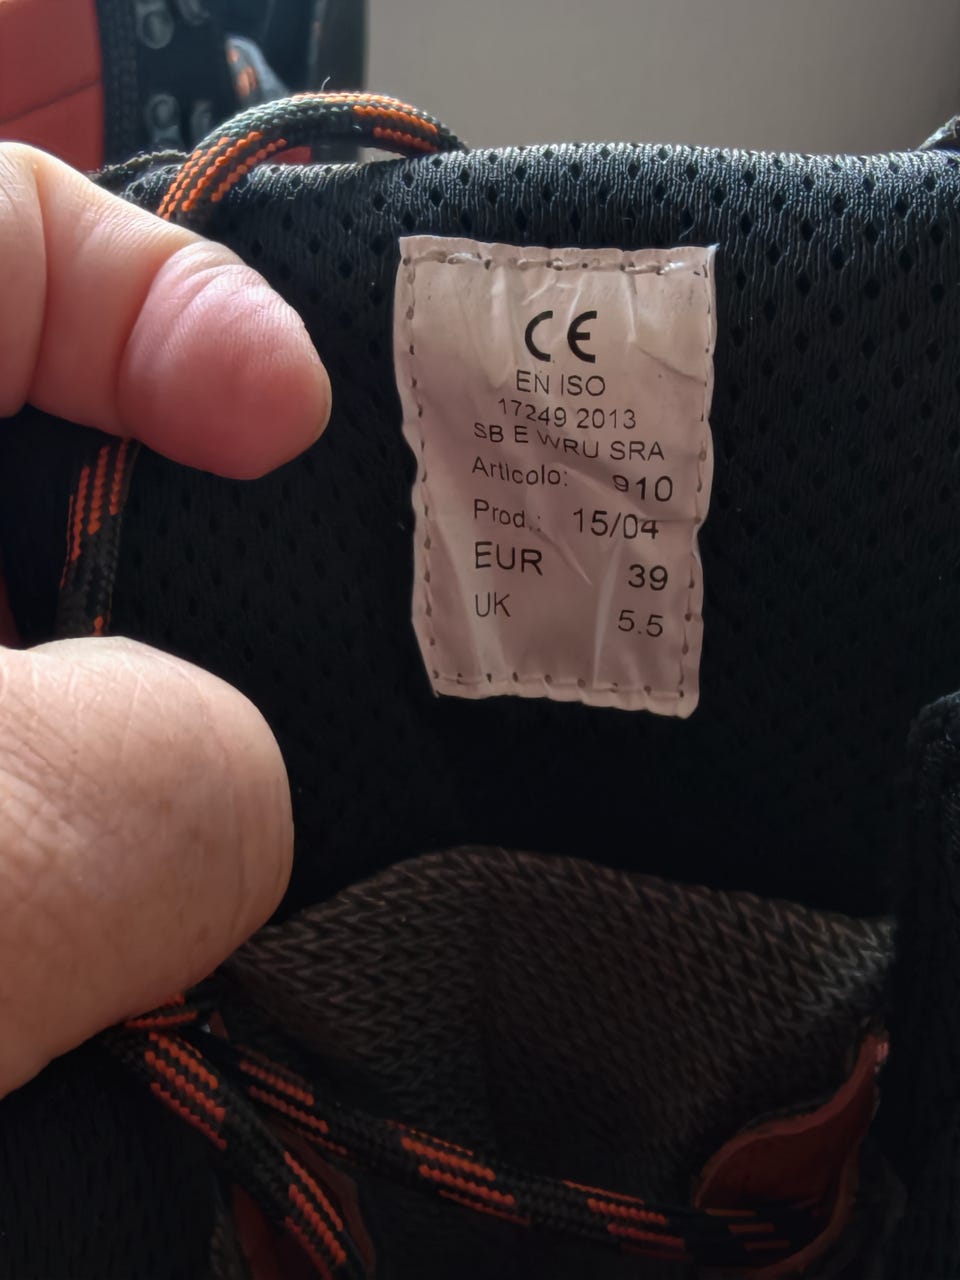 CE
EN ISO
17249 2013
SB E WRU SRA
Articolo: 910
Prod.: 15/04
EUR 39
UK 5.5